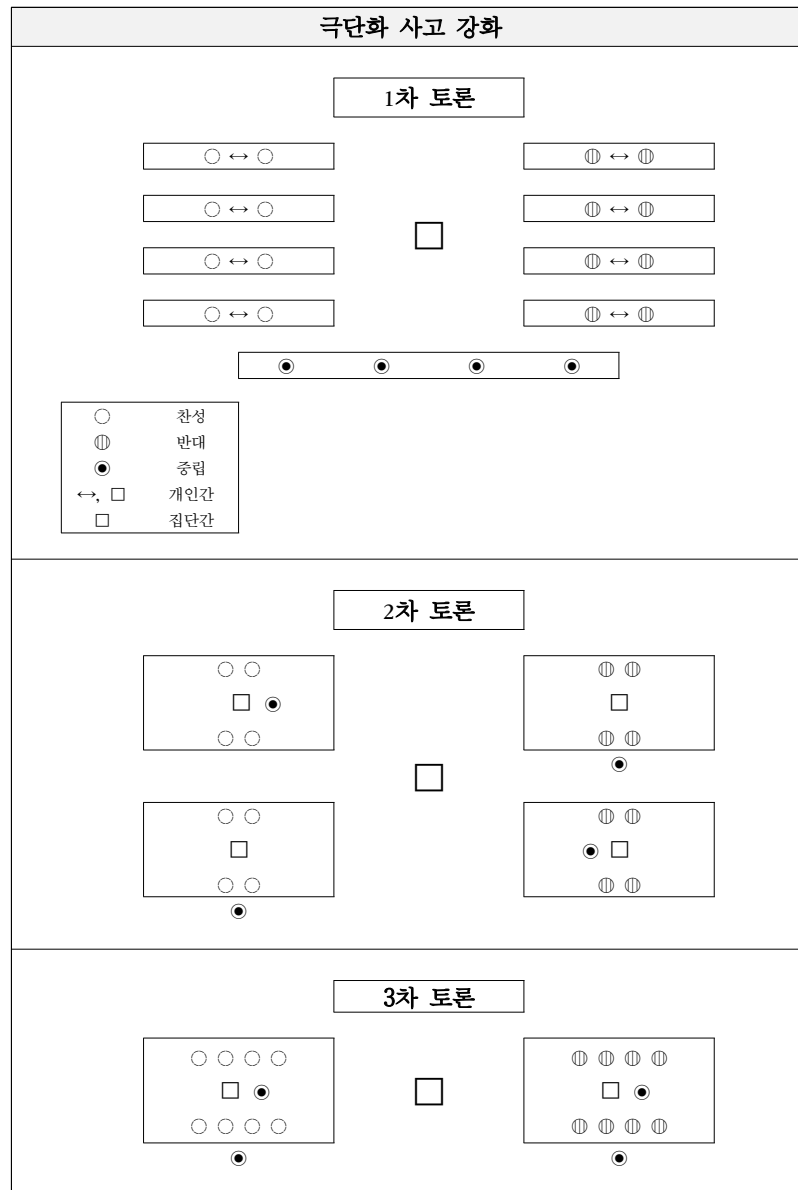 극단화 사고 강화
1차 토론
○ ↔ ○ ◍ ↔ ◍
○ ↔ ○ ◍ ↔ ◍
□
○ ↔ ○ ◍ ↔ ◍
○ ↔ ○ ◍ ↔ ◍
◉ ◉ ◉ ◉
○ 찬성
◍ 반대
◉ 중립
↔, □ 개인간
□ 집단간
2차 토론
○ ○ ◍ ◍
□ ◉ □
○ ○ ◍ ◍
◉
□
○ ○ ◍ ◍
□ ◉ □
○ ○ ◍ ◍
◉
3차 토론
○ ○ ○ ○ ◍ ◍ ◍ ◍
□ ◉ □ □ ◉
○ ○ ○ ○ ◍ ◍ ◍ ◍
◉ ◉